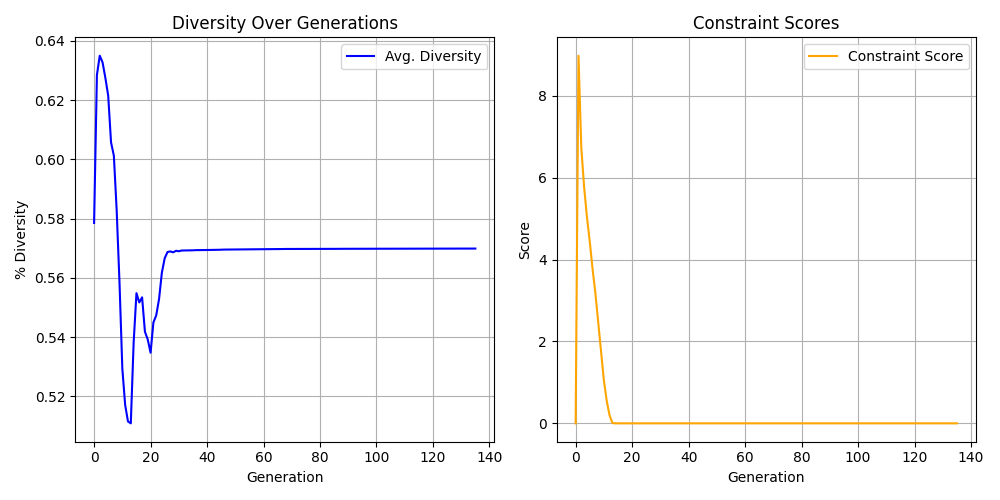 Diversity Over Generations
Avg. Diversity
% Diversity
0.64
0.62
0.60
0.58
0.56
0.54
0.52
0 20 40 60 80 100 120 140
Generation
Constraint Scores
Constraint Score
Score
8
6
4
2
0
0 20 40 60 80 100 120 140
Generation